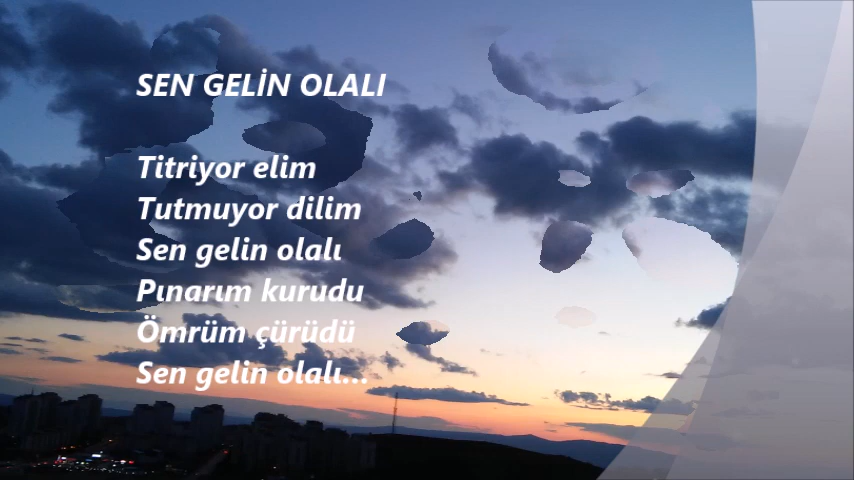 SEN GELİN OLALI
Titriyor elim
Tutmuyor dilim
Sen gelin olalı
Pınarım kurudu
Ömrüm çürüdü
Sen gelin olalı...